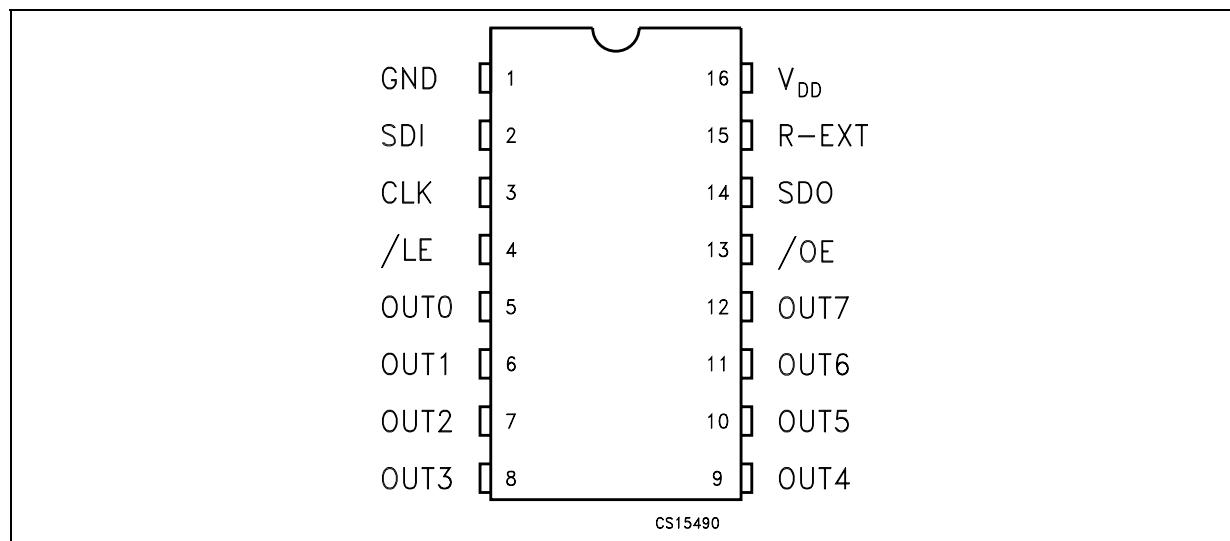 GND 1 16 VDD
SDI 2 15 R-EXT
CLK 3 14 SDO
/LE 4 13 /OE
OUT0 5 12 OUT7
OUT1 6 11 OUT6
OUT2 7 10 OUT5
OUT3 8 9 OUT4
CS15490